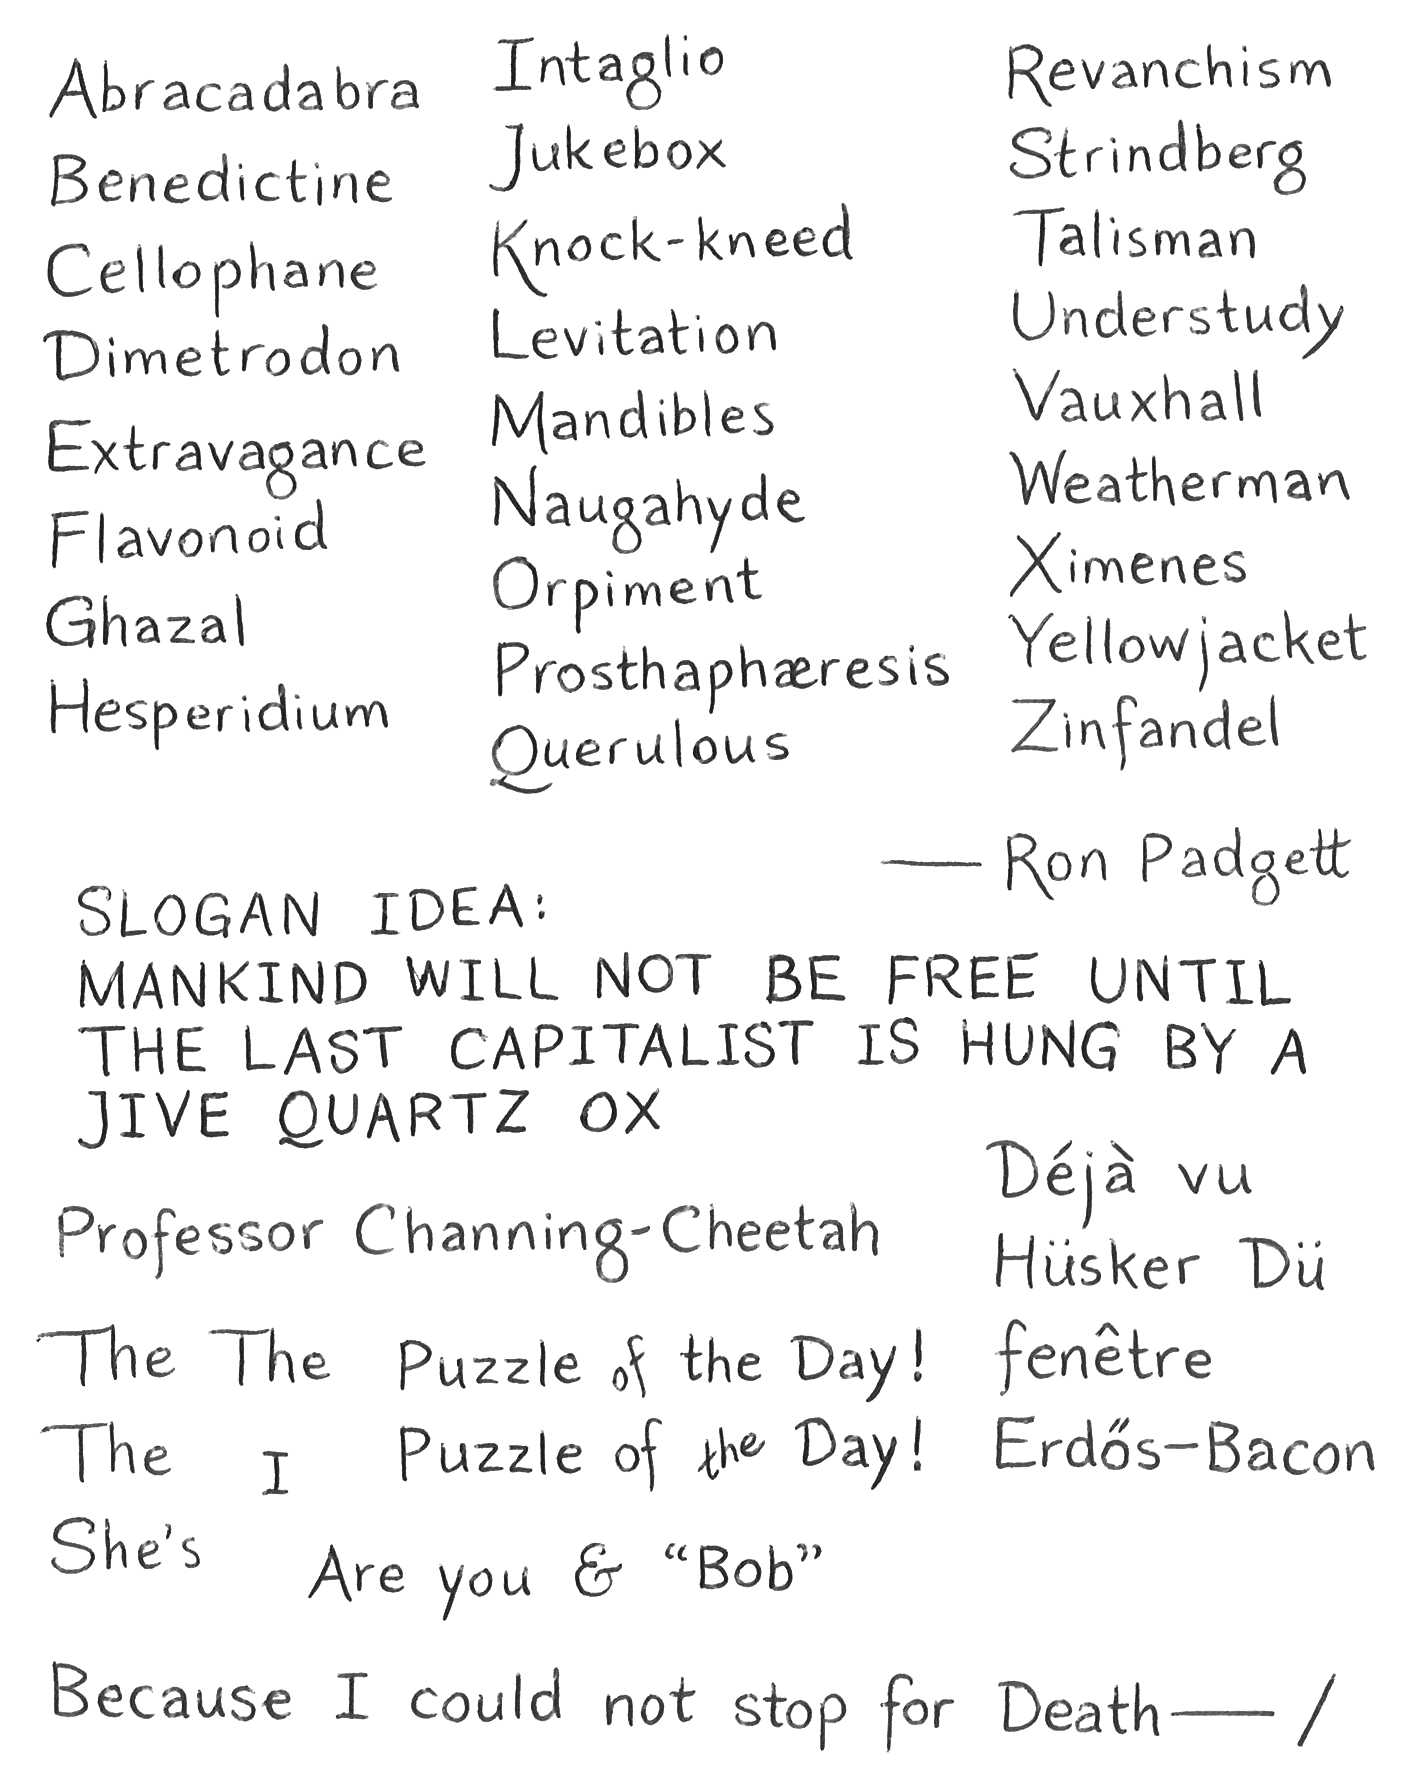 Abracadabra
Benedictine
Cellophane
Dimetrodon
Extravagance
Flavonoid
Ghazal
Hesperidium
Intaglio
Jukebox
Knock-kneed
Levitation
Mandibles
Naugahyde
Orpiment
Prosthaphæresis
Querulous
Revanchism
Strindberg
Talisman
Understudy
Vauxhall
Weatherman
Ximenes
Yellowjacket
Zinfandel
— Ron Padgett
SLOGAN IDEA:
MANKIND WILL NOT BE FREE UNTIL
THE LAST CAPITALIST IS HUNG BY A
JIVE QUARTZ OX
Professor Channing-Cheetah
The The Puzzle of the Day!
The I Puzzle of the Day!
She's Are you & “Bob”
Déjà vu
Hüsker Dü
fenêtre
Erdős–Bacon
Because I could not stop for Death— /